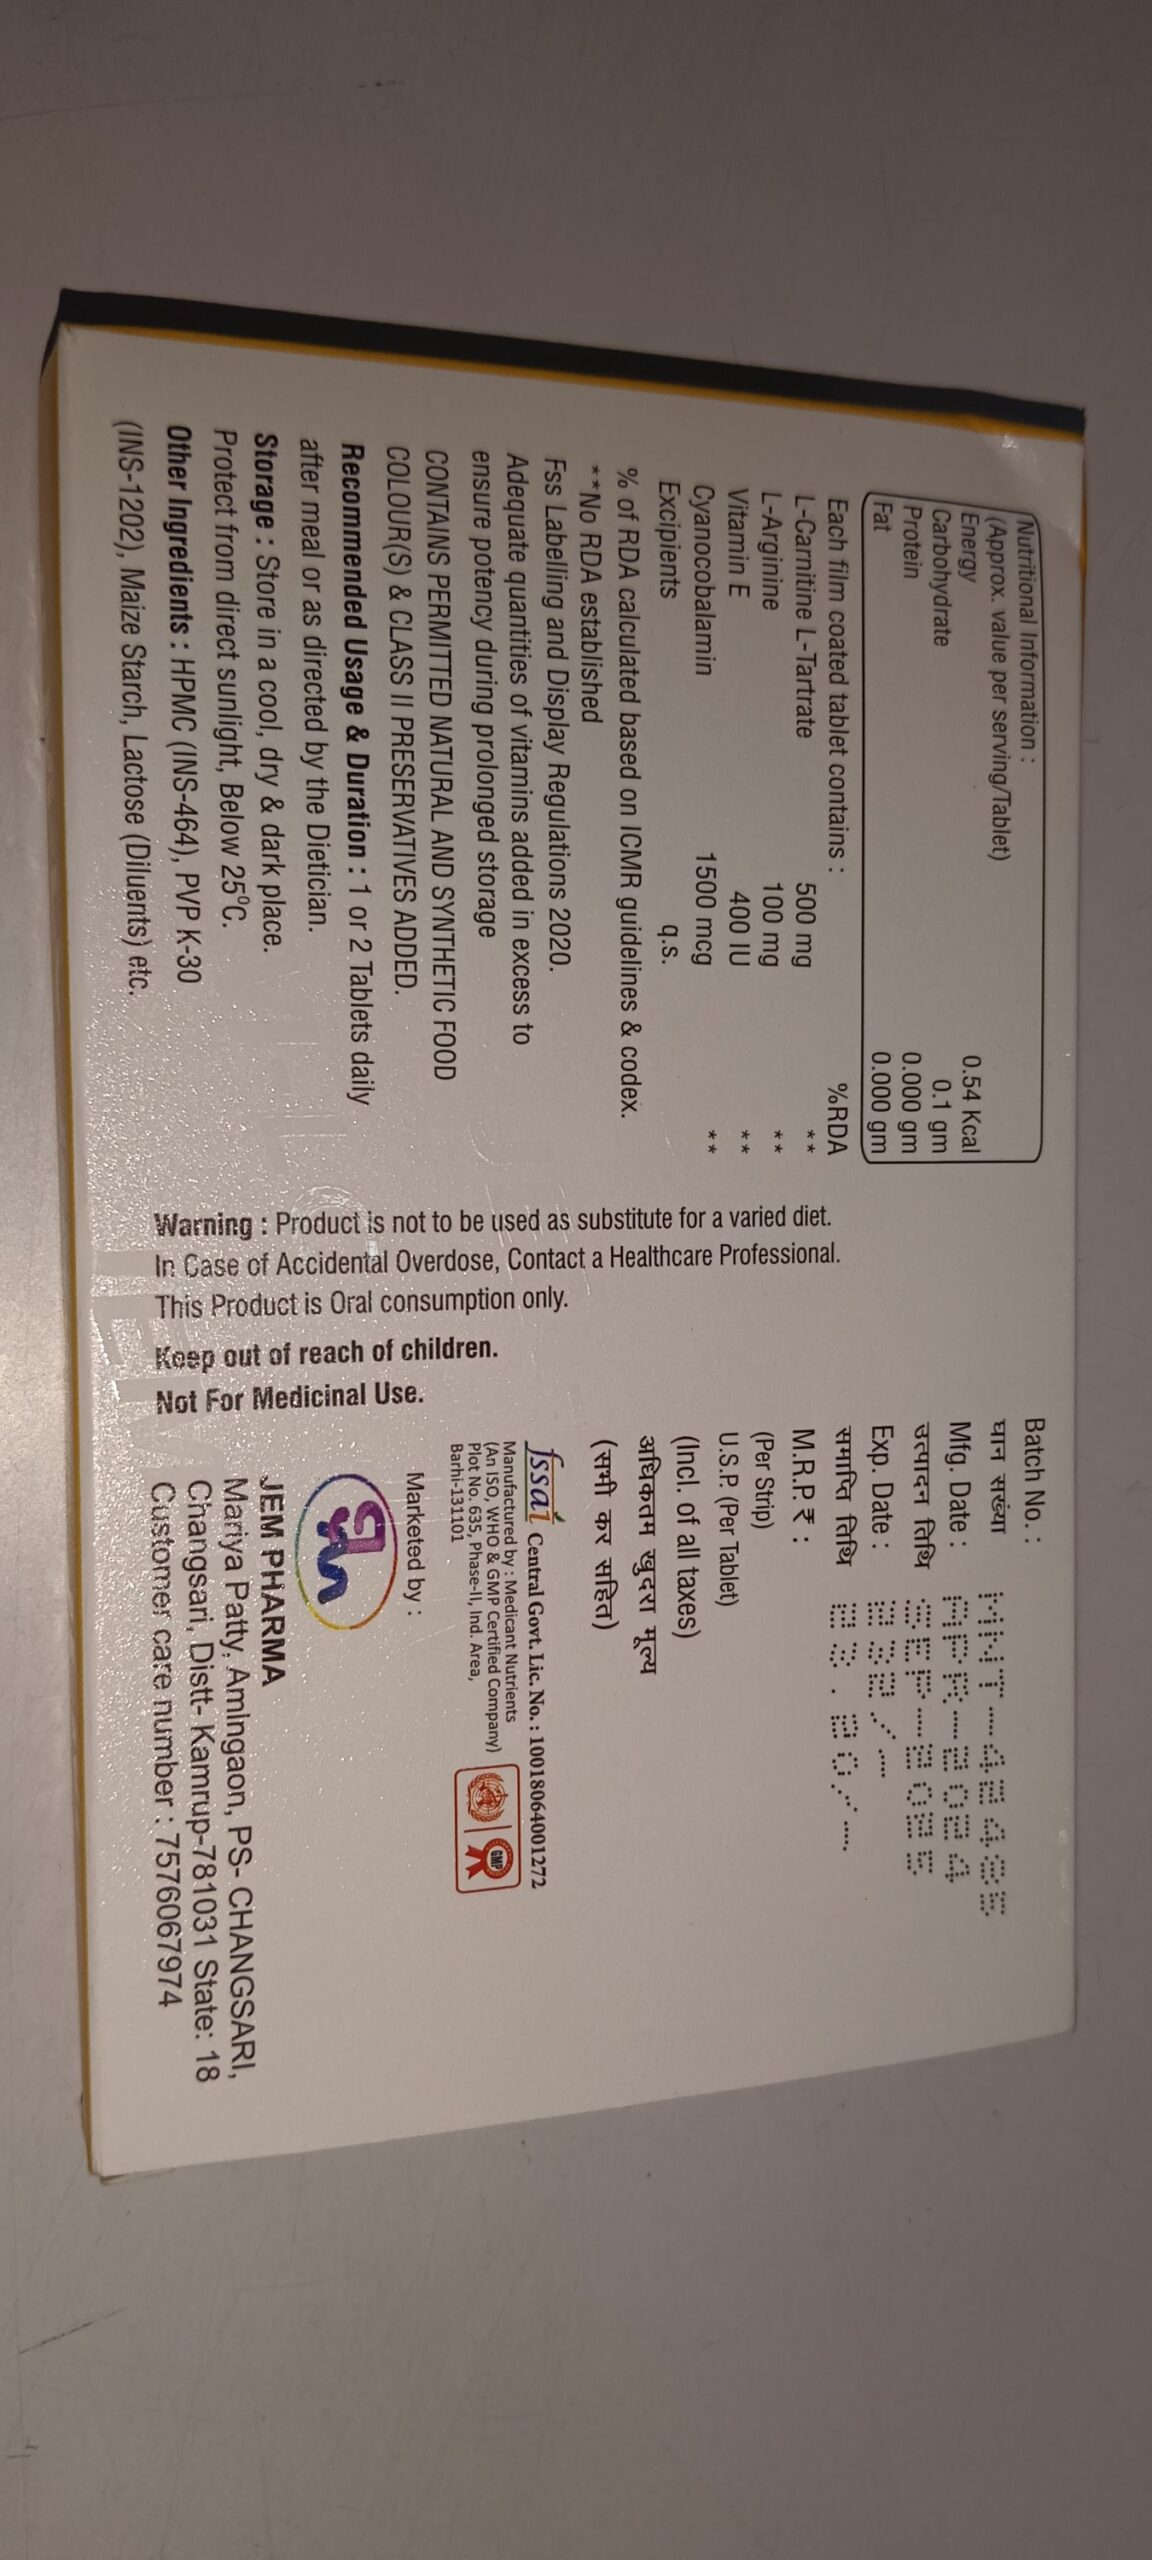 Nutritional Information :
(Approx. value per serving/Tablet)
Energy 0.54 Kcal
Carbohydrate 0.1 gm
Protein 0.000 gm
Fat 0.000 gm
Each film coated tablet contains : %RDA
L-Carnitine L-Tartrate 500 mg **
L-Arginine 100 mg **
Vitamin E 400 IU **
Cyanocobalamin 1500 mcg **
Excipients q.s.
% of RDA calculated based on ICMR guidelines & codex.
**No RDA established
Fss Labelling and Display Regulations 2020.
Adequate quantities of vitamins added in excess to
ensure potency during prolonged storage
CONTAINS PERMITTED NATURAL AND SYNTHETIC FOOD
COLOUR(S) & CLASS II PRESERVATIVES ADDED.
Recommended Usage & Duration : 1 or 2 Tablets daily
after meal or as directed by the Dietician.
Storage : Store in a cool, dry & dark place.
Protect from direct sunlight, Below 25°C.
Other Ingredients : HPMC (INS-464), PVP K-30
(INS-1202), Maize Starch, Lactose (Diluents) etc.
Warning : Product is not to be used as substitute for a varied diet.
In Case of Accidental Overdose, Contact a Healthcare Professional.
This Product is Oral consumption only.
Keep out of reach of children.
Not For Medicinal Use.
Batch No. :
घान सख्या MNT-4248E
Mfg. Date : APR-2024
उत्पादन तिथि
Exp. Date : SEP-2025
समाप्ति तिथि
M.R.P. ₹ : 232/-
(Per Strip)
U.S.P. (Per Tablet) 23.20/-
(Incl. of all taxes)
अधिकतम खुदरा मूल्य
(सभी कर सहित)
fssai Central Govt. Lic. No. : 10018064001272
Manufactured by : Medicant Nutrients
(An ISO, WHO & GMP Certified Company)
Plot No. 635, Phase-II, Ind. Area,
Barhi-131101
GMP
Marketed by :
JEM PHARMA
Mariya Patty, Amingaon, PS- CHANGSARI,
Changsari, Distt- Kamrup-781031 State: 18
Customer care number : 7576067974